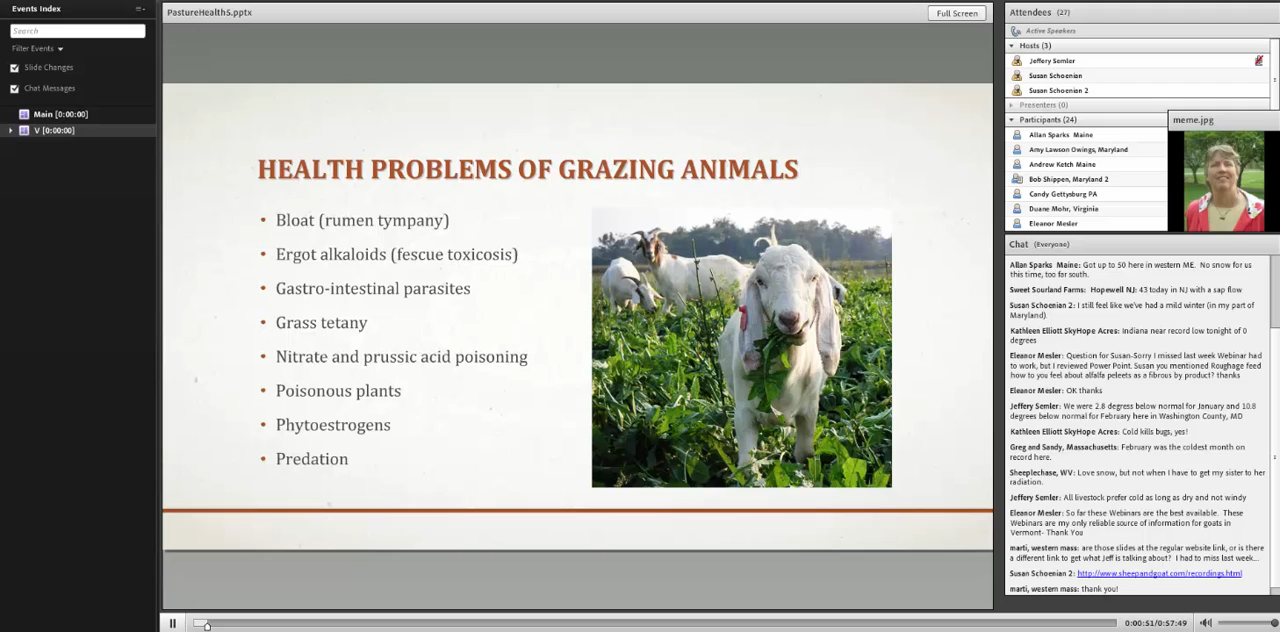 Events Index
Search
Filter Events
Slide Changes
Chat Messages
Main [0:00:00]
V [0:00:00]
PastureHealth5.pptx
Full Screen
HEALTH PROBLEMS OF GRAZING ANIMALS
• Bloat (rumen tympany)
• Ergot alkaloids (fescue toxicosis)
• Gastro-intestinal parasites
• Grass tetany
• Nitrate and prussic acid poisoning
• Poisonous plants
• Phytoestrogens
• Predation
0:00:51/0:57:49
Attendees (27)
Active Speakers
Hosts (3)
Jeffery Semler
Susan Schoenian
Susan Schoenian 2
Presenters (0)
Participants (24)
Allan Sparks Maine
Amy Lawson Owings, Maryland
Andrew Ketch Maine
Bob Shippen, Maryland 2
Candy Gettysburg PA
Duane Mohr, Virginia
Eleanor Mesler
meme.jpg
Chat (Everyone)
Allan Sparks Maine: Got up to 50 here in western ME. No snow for us
this time, too far south.
Sweet Sourland Farms: Hopewell NJ: 43 today in NJ with a sap flow
Susan Schoenian 2: I still feel like we've had a mild winter (in my part of
Maryland)
Kathleen Elliott SkyHope Acres: Indiana near record low tonight of 0
degrees
Eleanor Mesler: Question for Susan-Sorry I missed last week Webinar had
to work, but I reviewed Power Point. Susan you mentioned Roughage feed
how to you feel about alfalfa peleets as a fibrous by product? thanks
Eleanor Mesler: OK thanks
Jeffery Semler: We were 2.8 degrees below normal for January and 10.8
degrees below normal for February here in Washington County, MD
Kathleen Elliott SkyHope Acres: Cold kills bugs, yes!
Greg and Sandy, Massachusetts: February was the coldest month on
record here.
Sheeplechase, WV: Love snow, but not when I have to get my sister to her
radiation.
Jeffery Semler: All livestock prefer cold as long as dry and not windy
Eleanor Mesler: So far these Webinars are the best available. These
Webinars are my only reliable source of information for goats in
Vermont- Thank You
marti, western mass: are those slides at the regular website link, or is there
a different link to get what Jeff is talking about? I had to miss last week...
Susan Schoenian 2: http://www.sheepandgoat.com/recordings.html
marti, western mass: thank you!